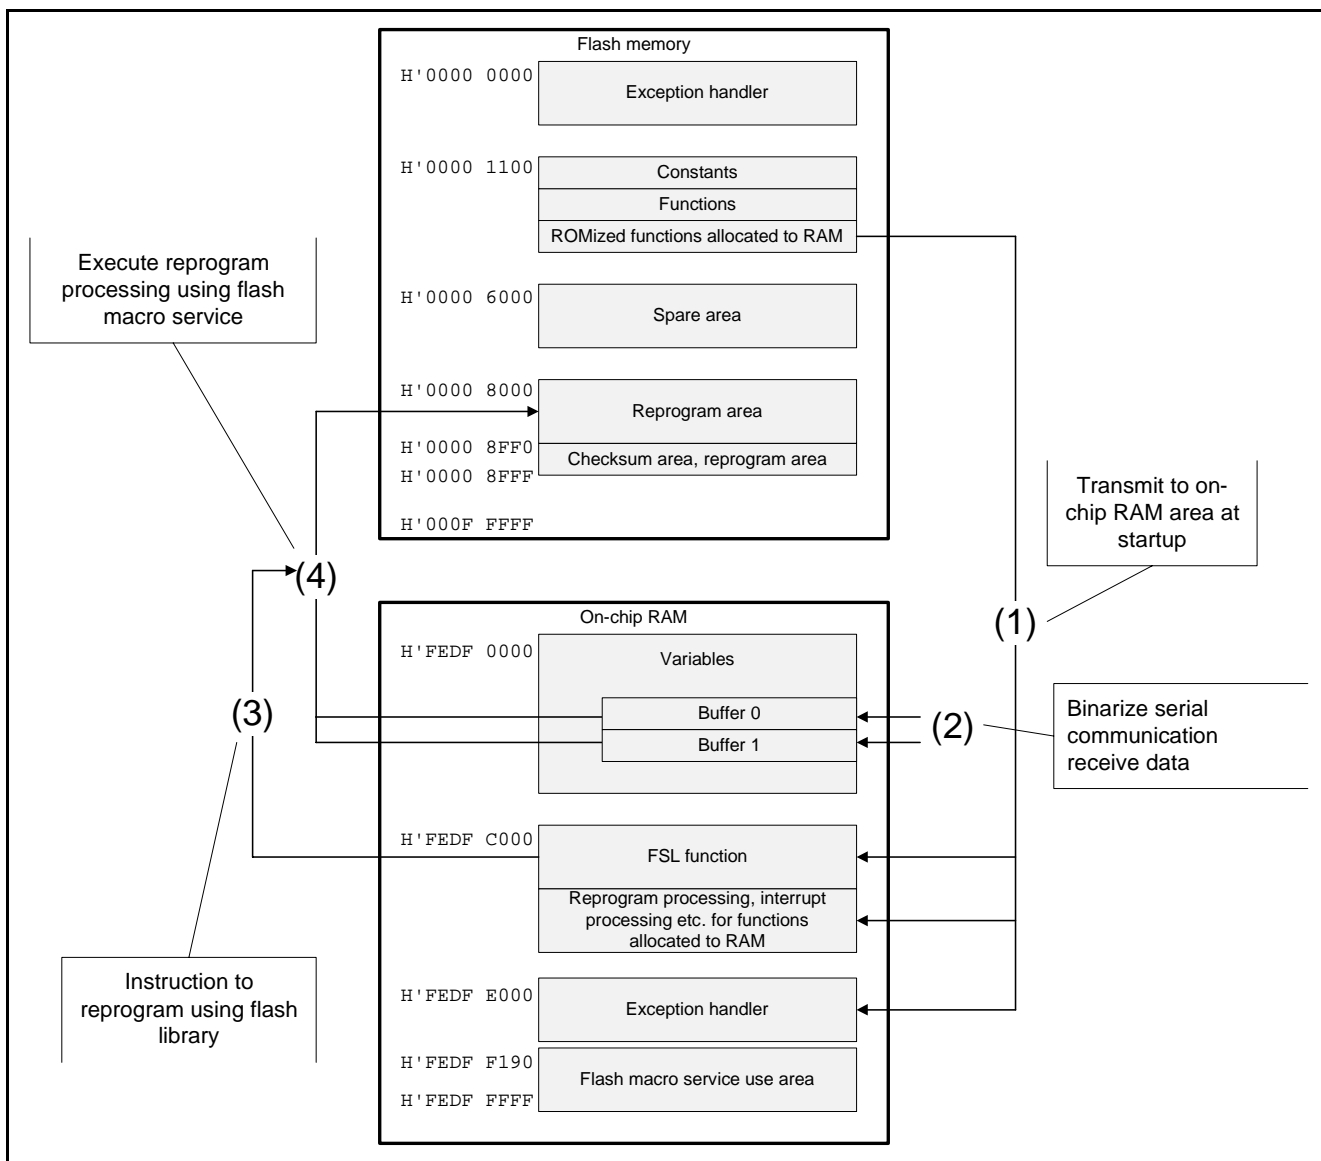 Flash memory
H'0000 0000
Exception handler
H'0000 1100
Constants
Functions
ROMized functions allocated to RAM
H'0000 6000
Spare area
H'0000 8000
Reprogram area
H'0000 8FF0
Checksum area, reprogram area
H'0000 8FFF
H'000F FFFF
Execute reprogram
processing using flash
macro service
(4)
Transmit to on-
chip RAM area at
startup
(1)
On-chip RAM
H'FEDF 0000
Variables
Buffer 0
Buffer 1
(2)
Binarize serial
communication
receive data
(3)
H'FEDF C000
FSL function
Reprogram processing, interrupt
processing etc. for functions
allocated to RAM
Instruction to
reprogram using flash
library
H'FEDF E000
Exception handler
H'FEDF F190
Flash macro service use area
H'FEDF FFFF